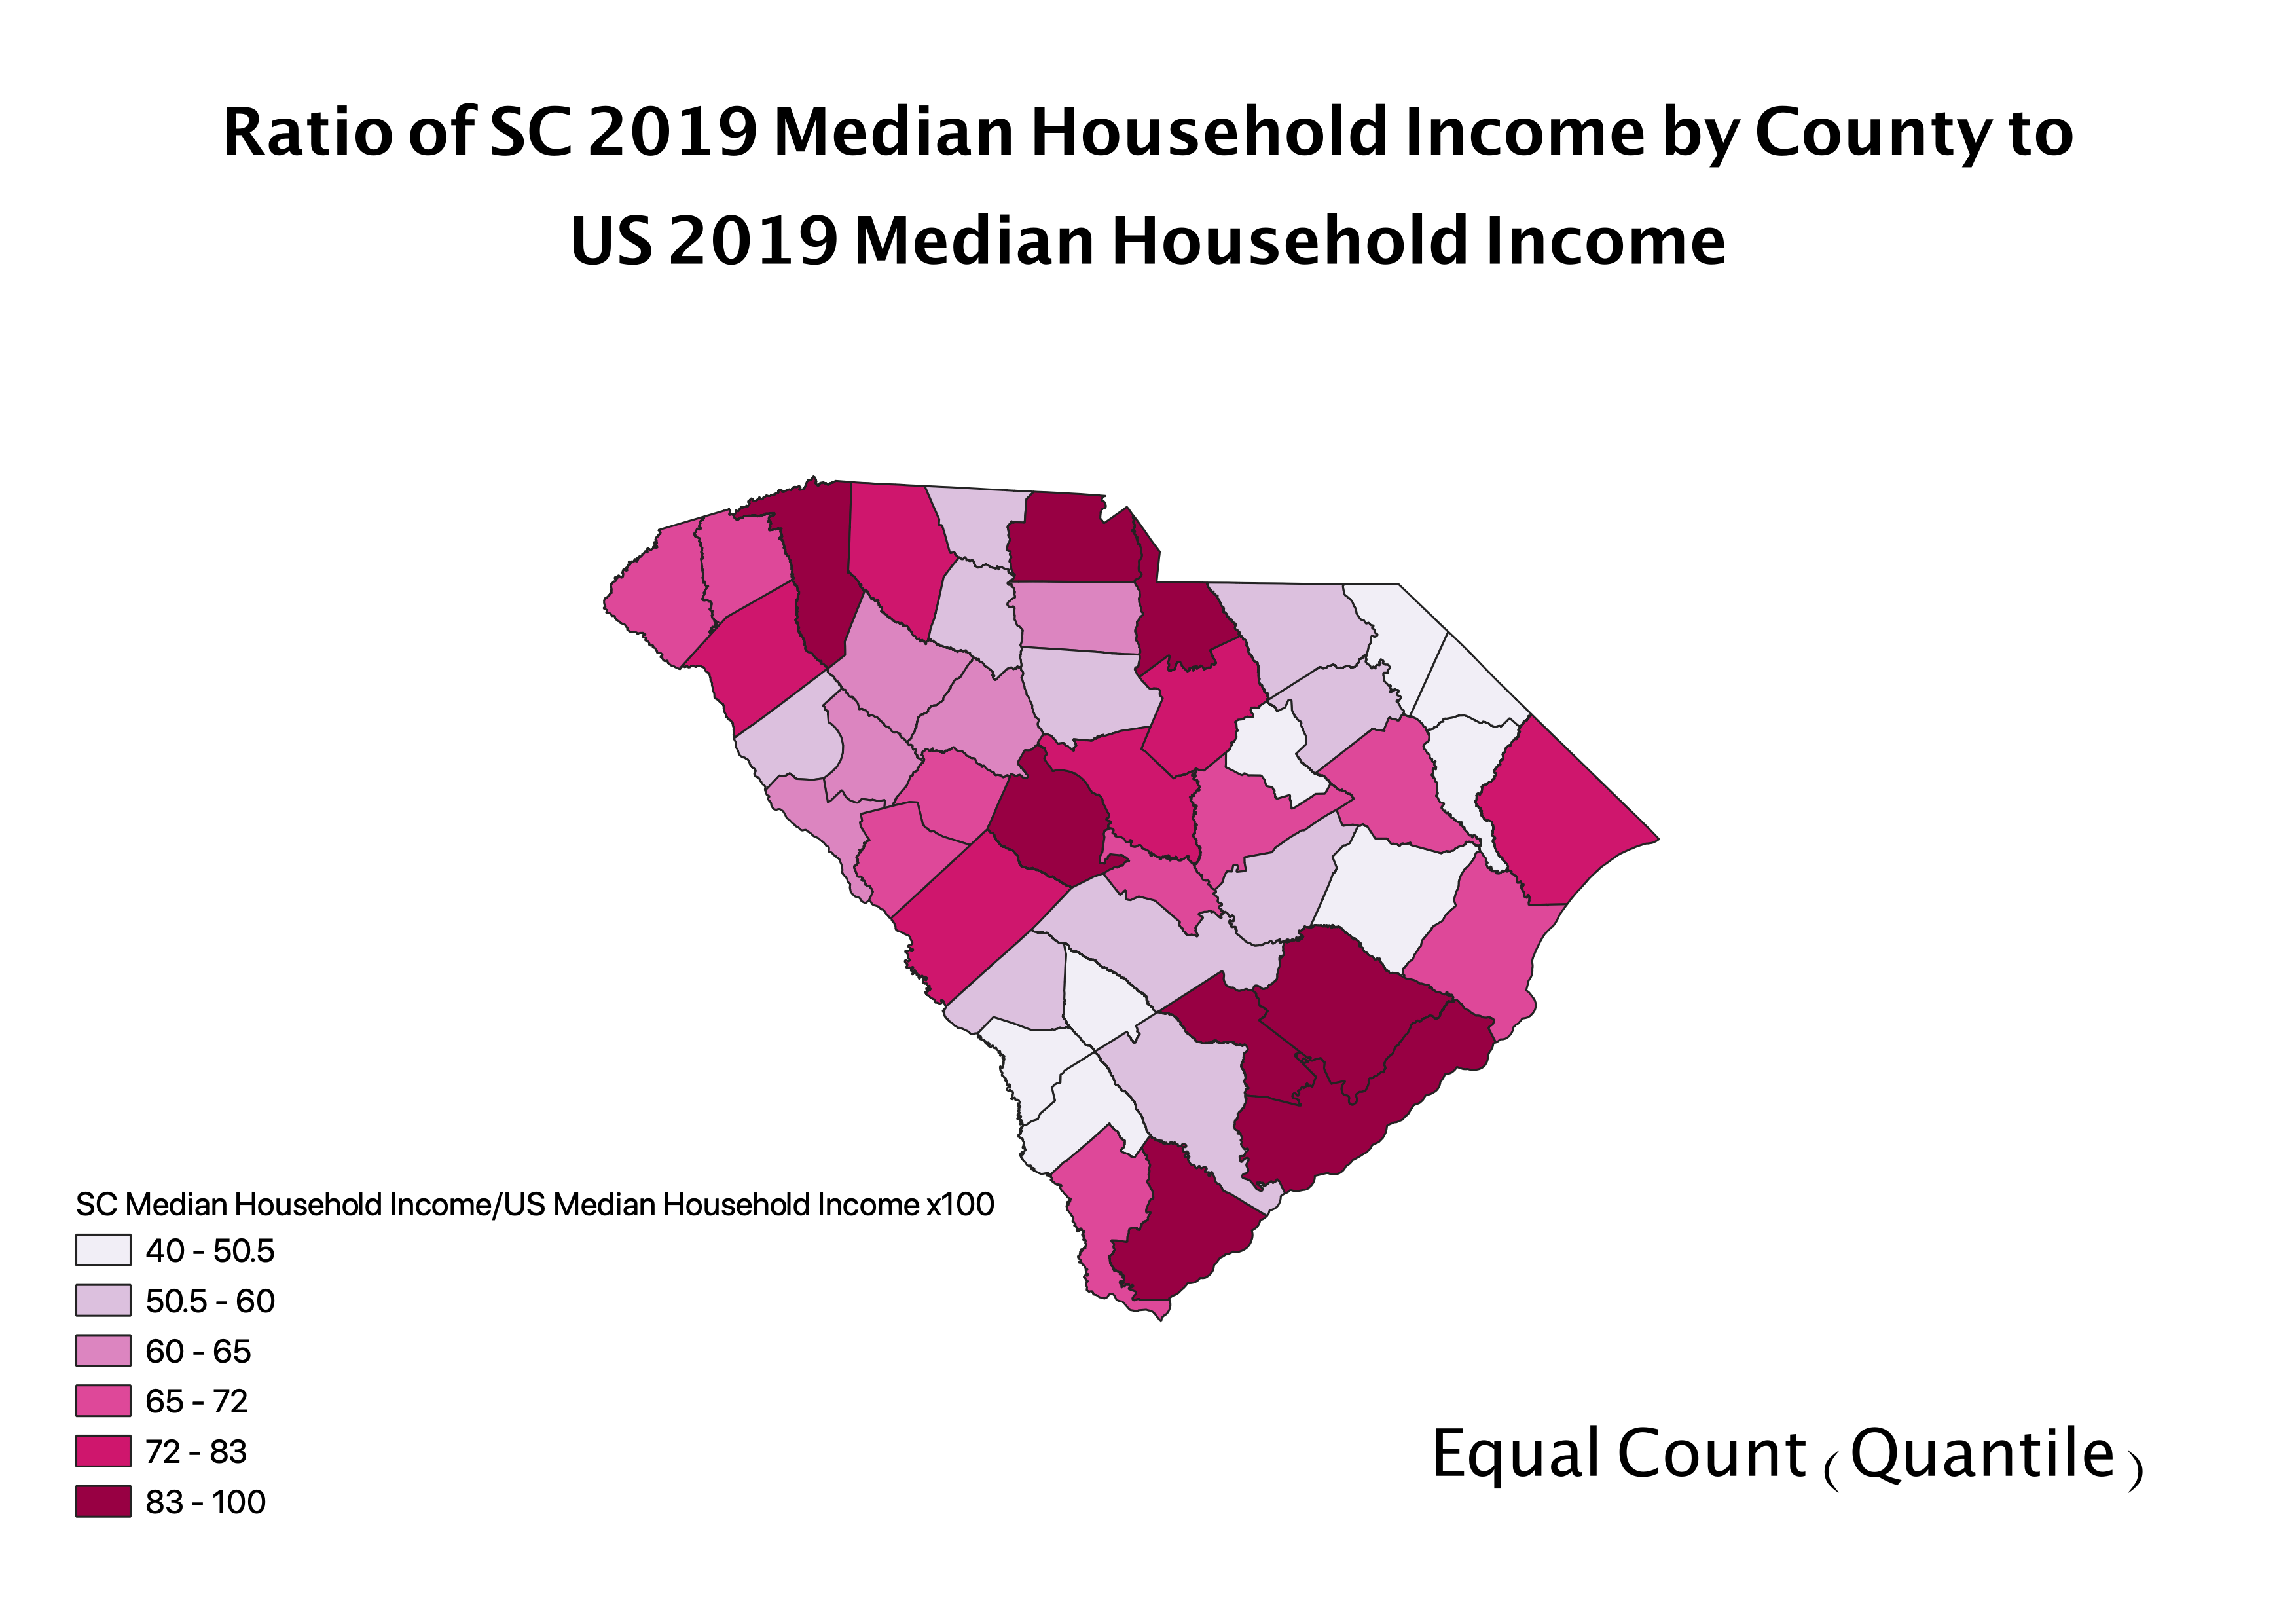 Ratio of SC 2019 Median Household Income by County to
US 2019 Median Household Income
SC Median Household Income/US Median Household Income x100
40 - 50.5
50.5 - 60
60 - 65
65 - 72
72 - 83
83 - 100
Equal Count (Quantile)